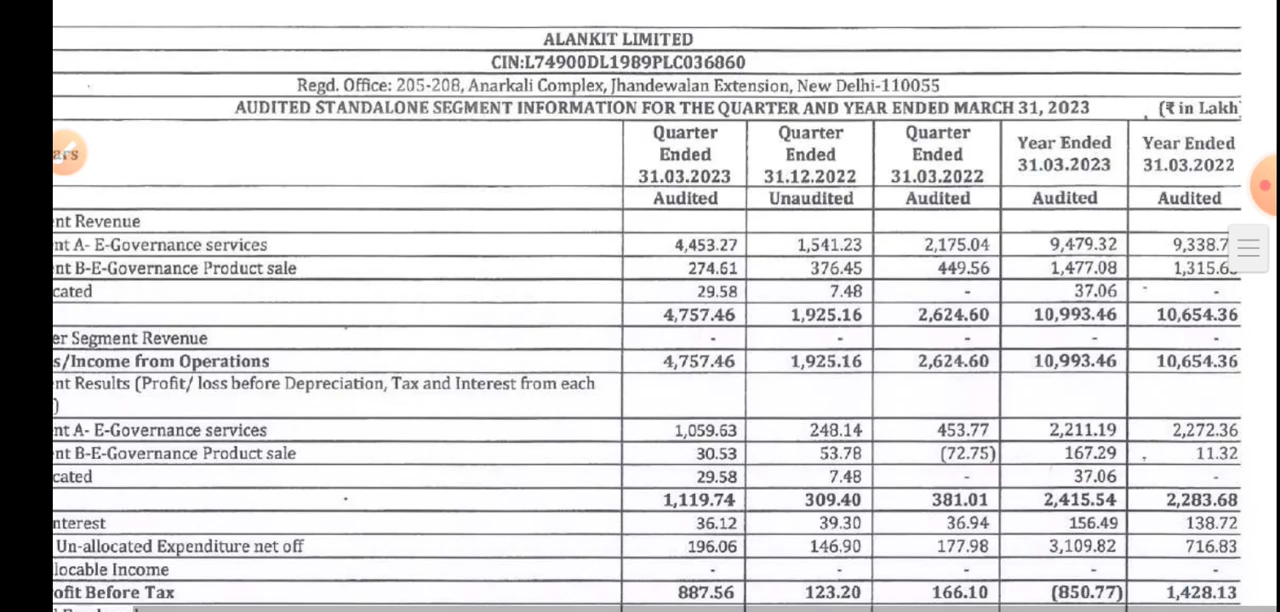 ALANKIT LIMITED
CIN:L74900DL1989PLC036860
Regd. Office: 205-208, Anarkali Complex, Jhandewalan Extension, New Delhi-110055
AUDITED STANDALONE SEGMENT INFORMATION FOR THE QUARTER AND YEAR ENDED MARCH 31, 2023 (₹ in Lakh
ars Quarter Ended 31.03.2023 Quarter Ended 31.12.2022 Quarter Ended 31.03.2022 Year Ended 31.03.2023 Year Ended 31.03.2022
Audited Unaudited Audited Audited Audited
nt Revenue
nt A- E-Governance services 4,453.27 1,541.23 2,175.04 9,479.32 9,338.7
nt B-E-Governance Product sale 274.61 376.45 449.56 1,477.08 1,315.6
cated 29.58 7.48 - 37.06 -
4,757.46 1,925.16 2,624.60 10,993.46 10,654.36
er Segment Revenue - - - - -
s/Income from Operations 4,757.46 1,925.16 2,624.60 10,993.46 10,654.36
nt Results (Profit/ loss before Depreciation, Tax and Interest from each
)
nt A- E-Governance services 1,059.63 248.14 453.77 2,211.19 2,272.36
nt B-E-Governance Product sale 30.53 53.78 (72.75) 167.29 11.32
cated 29.58 7.48 - 37.06 -
1,119.74 309.40 381.01 2,415.54 2,283.68
nterest 36.12 39.30 36.94 156.49 138.72
Un-allocated Expenditure net off 196.06 146.90 177.98 3,109.82 716.83
locable Income - - - - -
ofit Before Tax 887.56 123.20 166.10 (850.77) 1,428.13